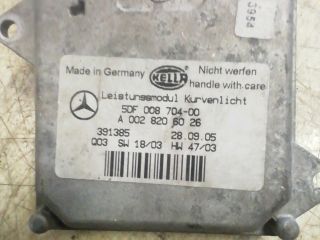 3954
Made in Germany HELLA Nicht werfen
handle with care
Leistungsmodul Kurvenlicht
5DF 008 704-00
A 002 820 60 26
391385 28.09.05
Q03 SW 18/03 HW 47/03